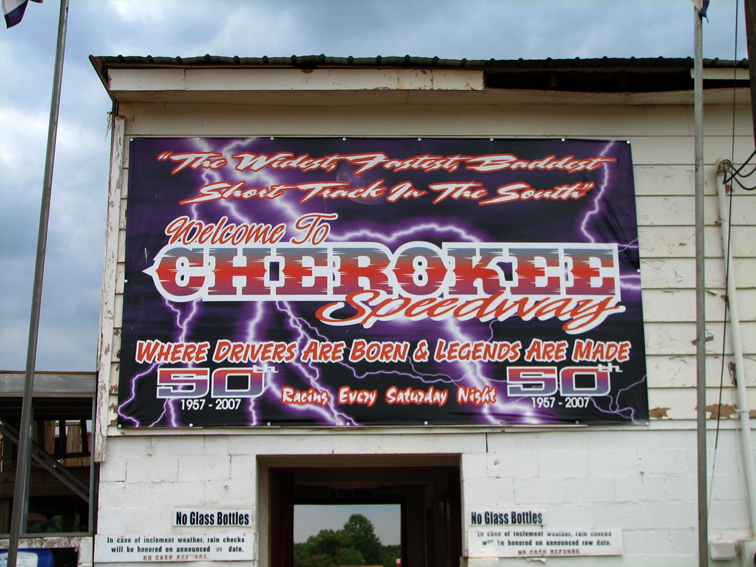 "The Widest, Fastest, Baddest
Short Track In The South"
Welcome To
CHEROKEE
Speedway
WHERE DRIVERS ARE BORN & LEGENDS ARE MADE
50th
1957 - 2007
Racing Every Saturday Night
50th
1957 - 2007
No Glass Bottles
In case of inclement weather, rain checks
will be honored on announced date.
NO CASH REFUNDS
No Glass Bottles
In case of inclement weather, rain checks
will be honored on announced date.
NO CASH REFUNDS